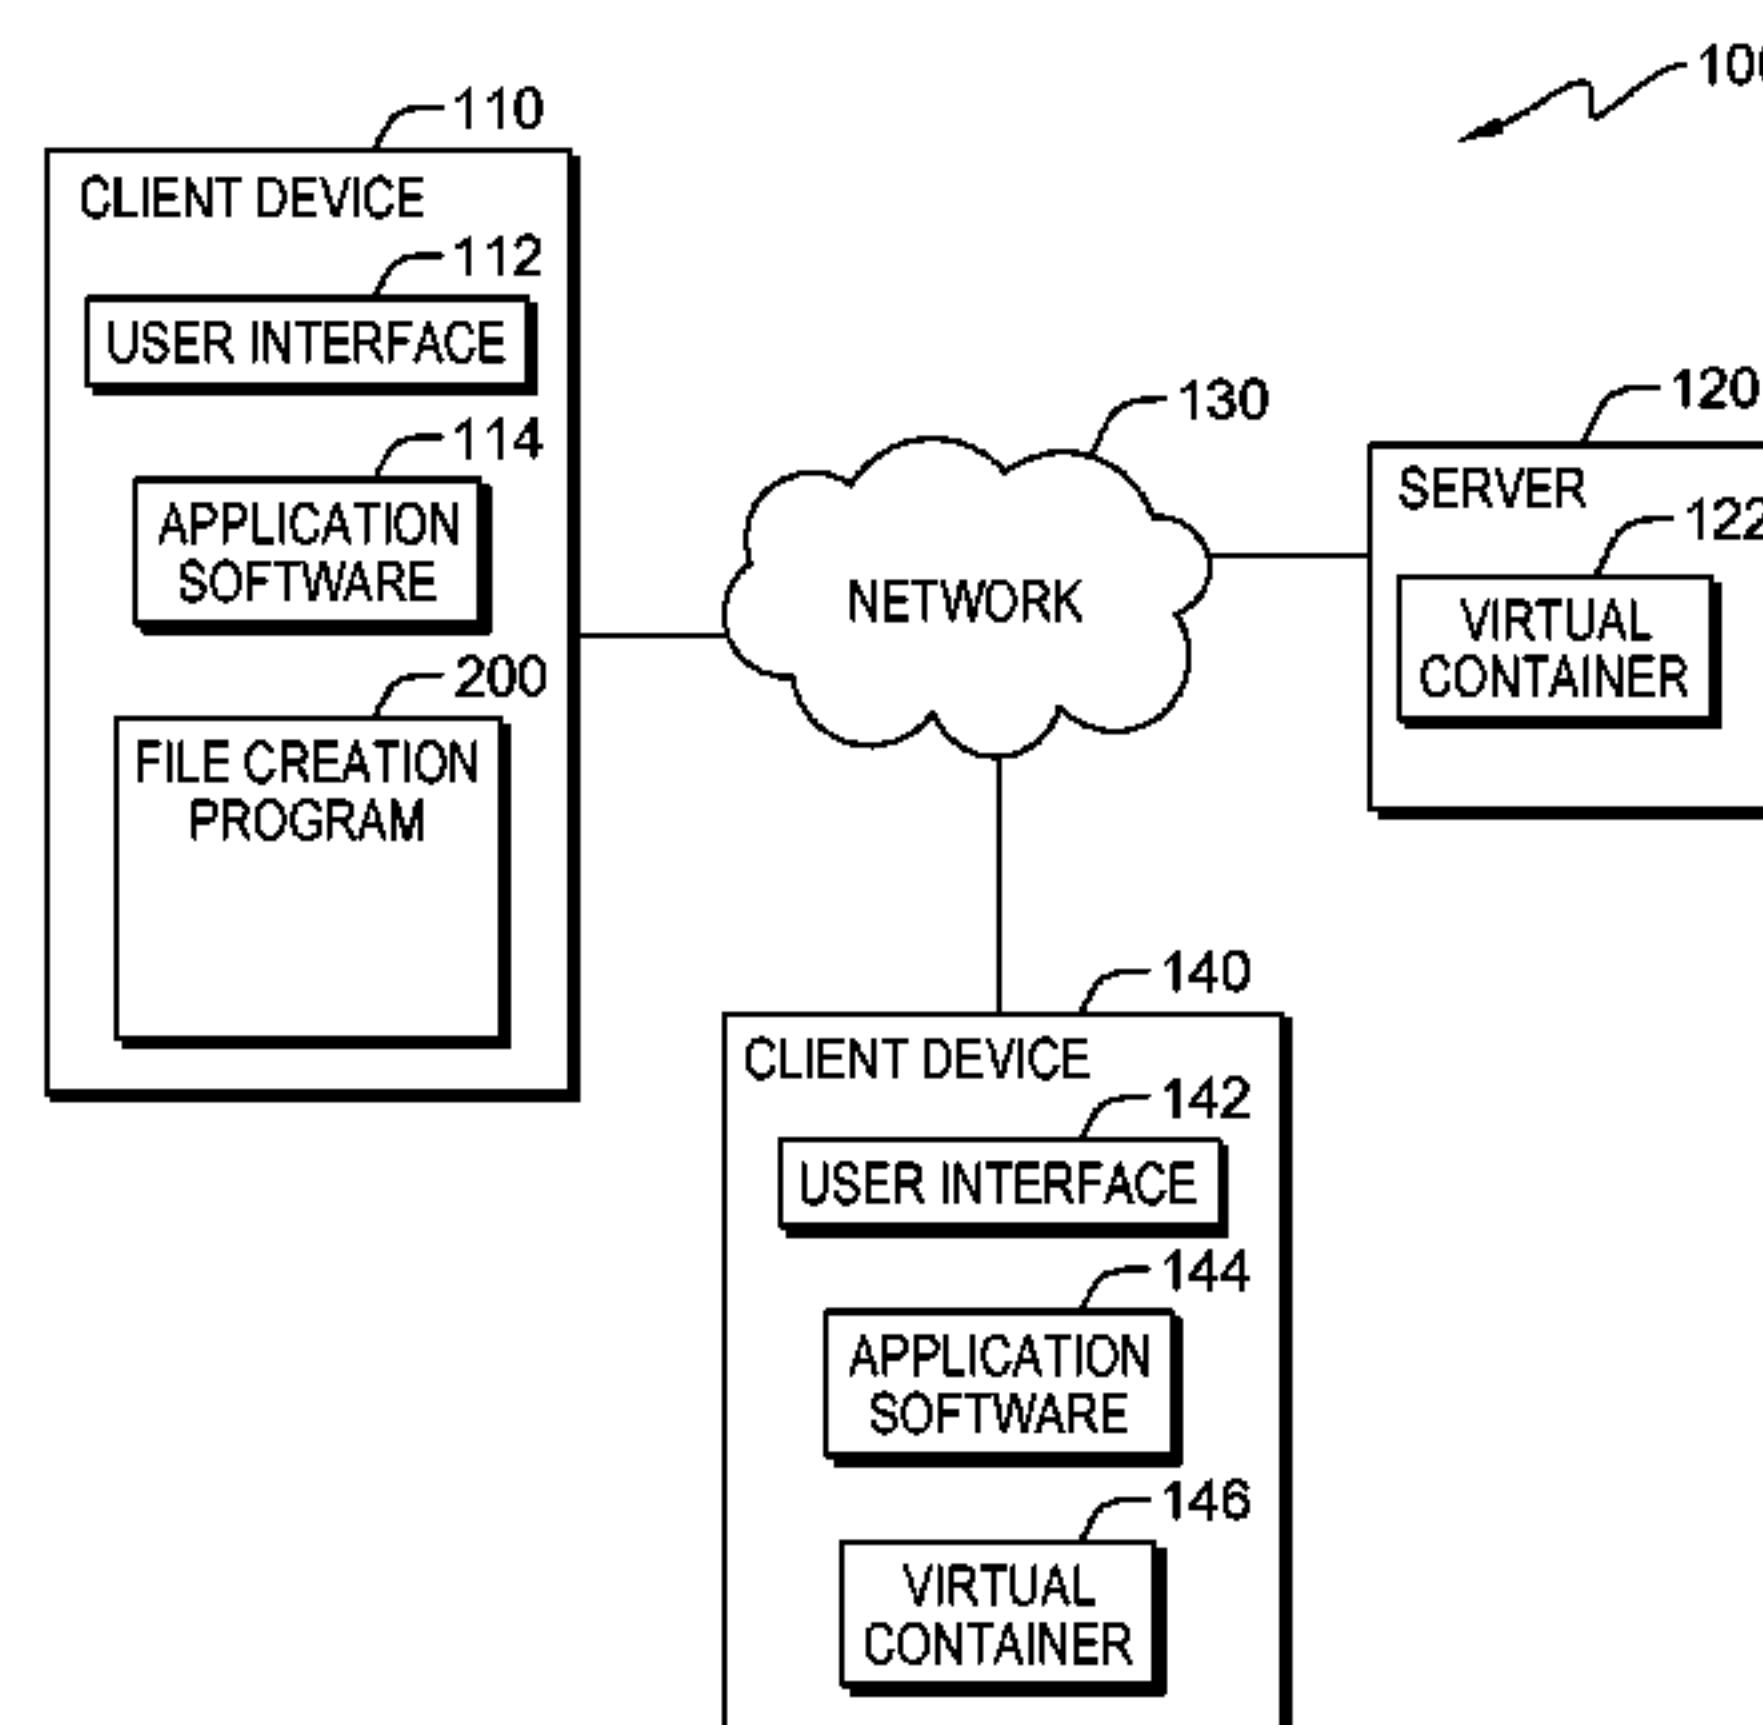 110
CLIENT DEVICE
112
USER INTERFACE
114
APPLICATION
SOFTWARE
200
FILE CREATION
PROGRAM
130
NETWORK
120
SERVER
122
VIRTUAL
CONTAINER
140
CLIENT DEVICE
142
USER INTERFACE
144
APPLICATION
SOFTWARE
146
VIRTUAL
CONTAINER